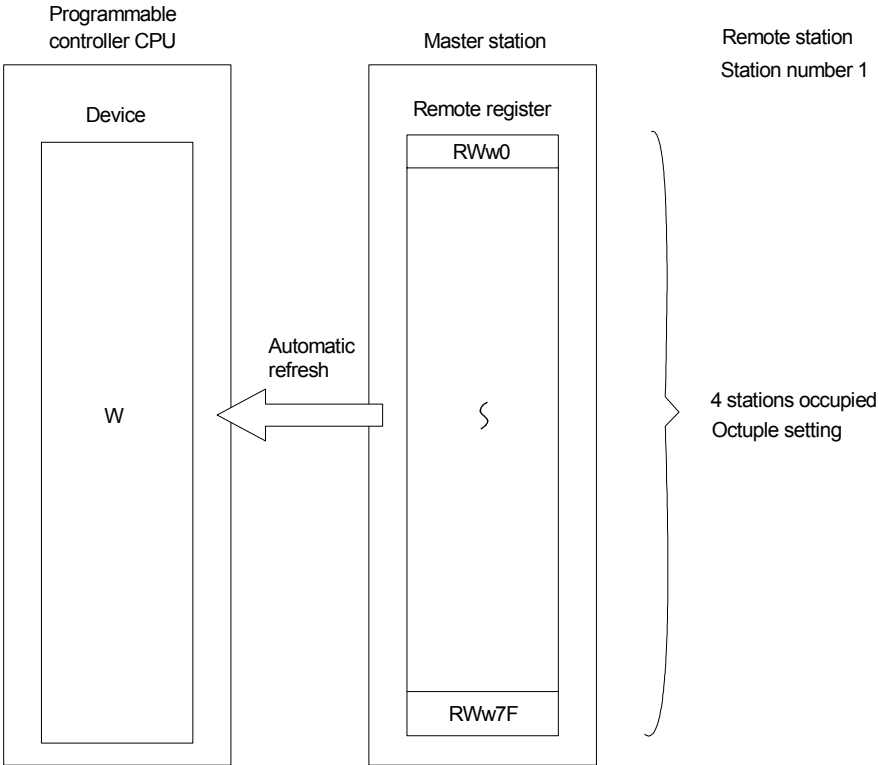 Programmable
controller CPU
Master station
Remote station
Station number 1
Device
Remote register
RWw0
Automatic
refresh
W
4 stations occupied
Octuple setting
RWw7F